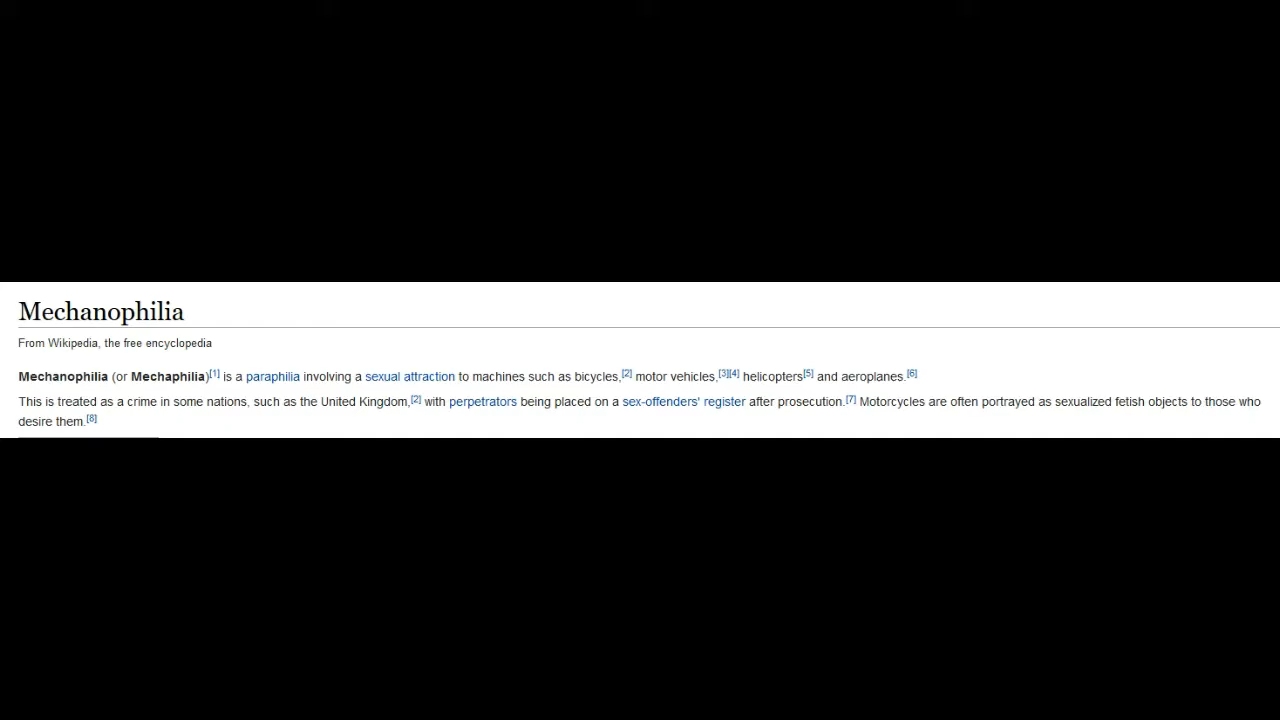 Mechanophilia
From Wikipedia, the free encyclopedia
Mechanophilia (or Mechaphilia)[1] is a paraphilia involving a sexual attraction to machines such as bicycles,[2] motor vehicles,[3][4] helicopters[5] and aeroplanes.[6]
This is treated as a crime in some nations, such as the United Kingdom,[2] with perpetrators being placed on a sex-offenders' register after prosecution.[7] Motorcycles are often portrayed as sexualized fetish objects to those who
desire them.[8]